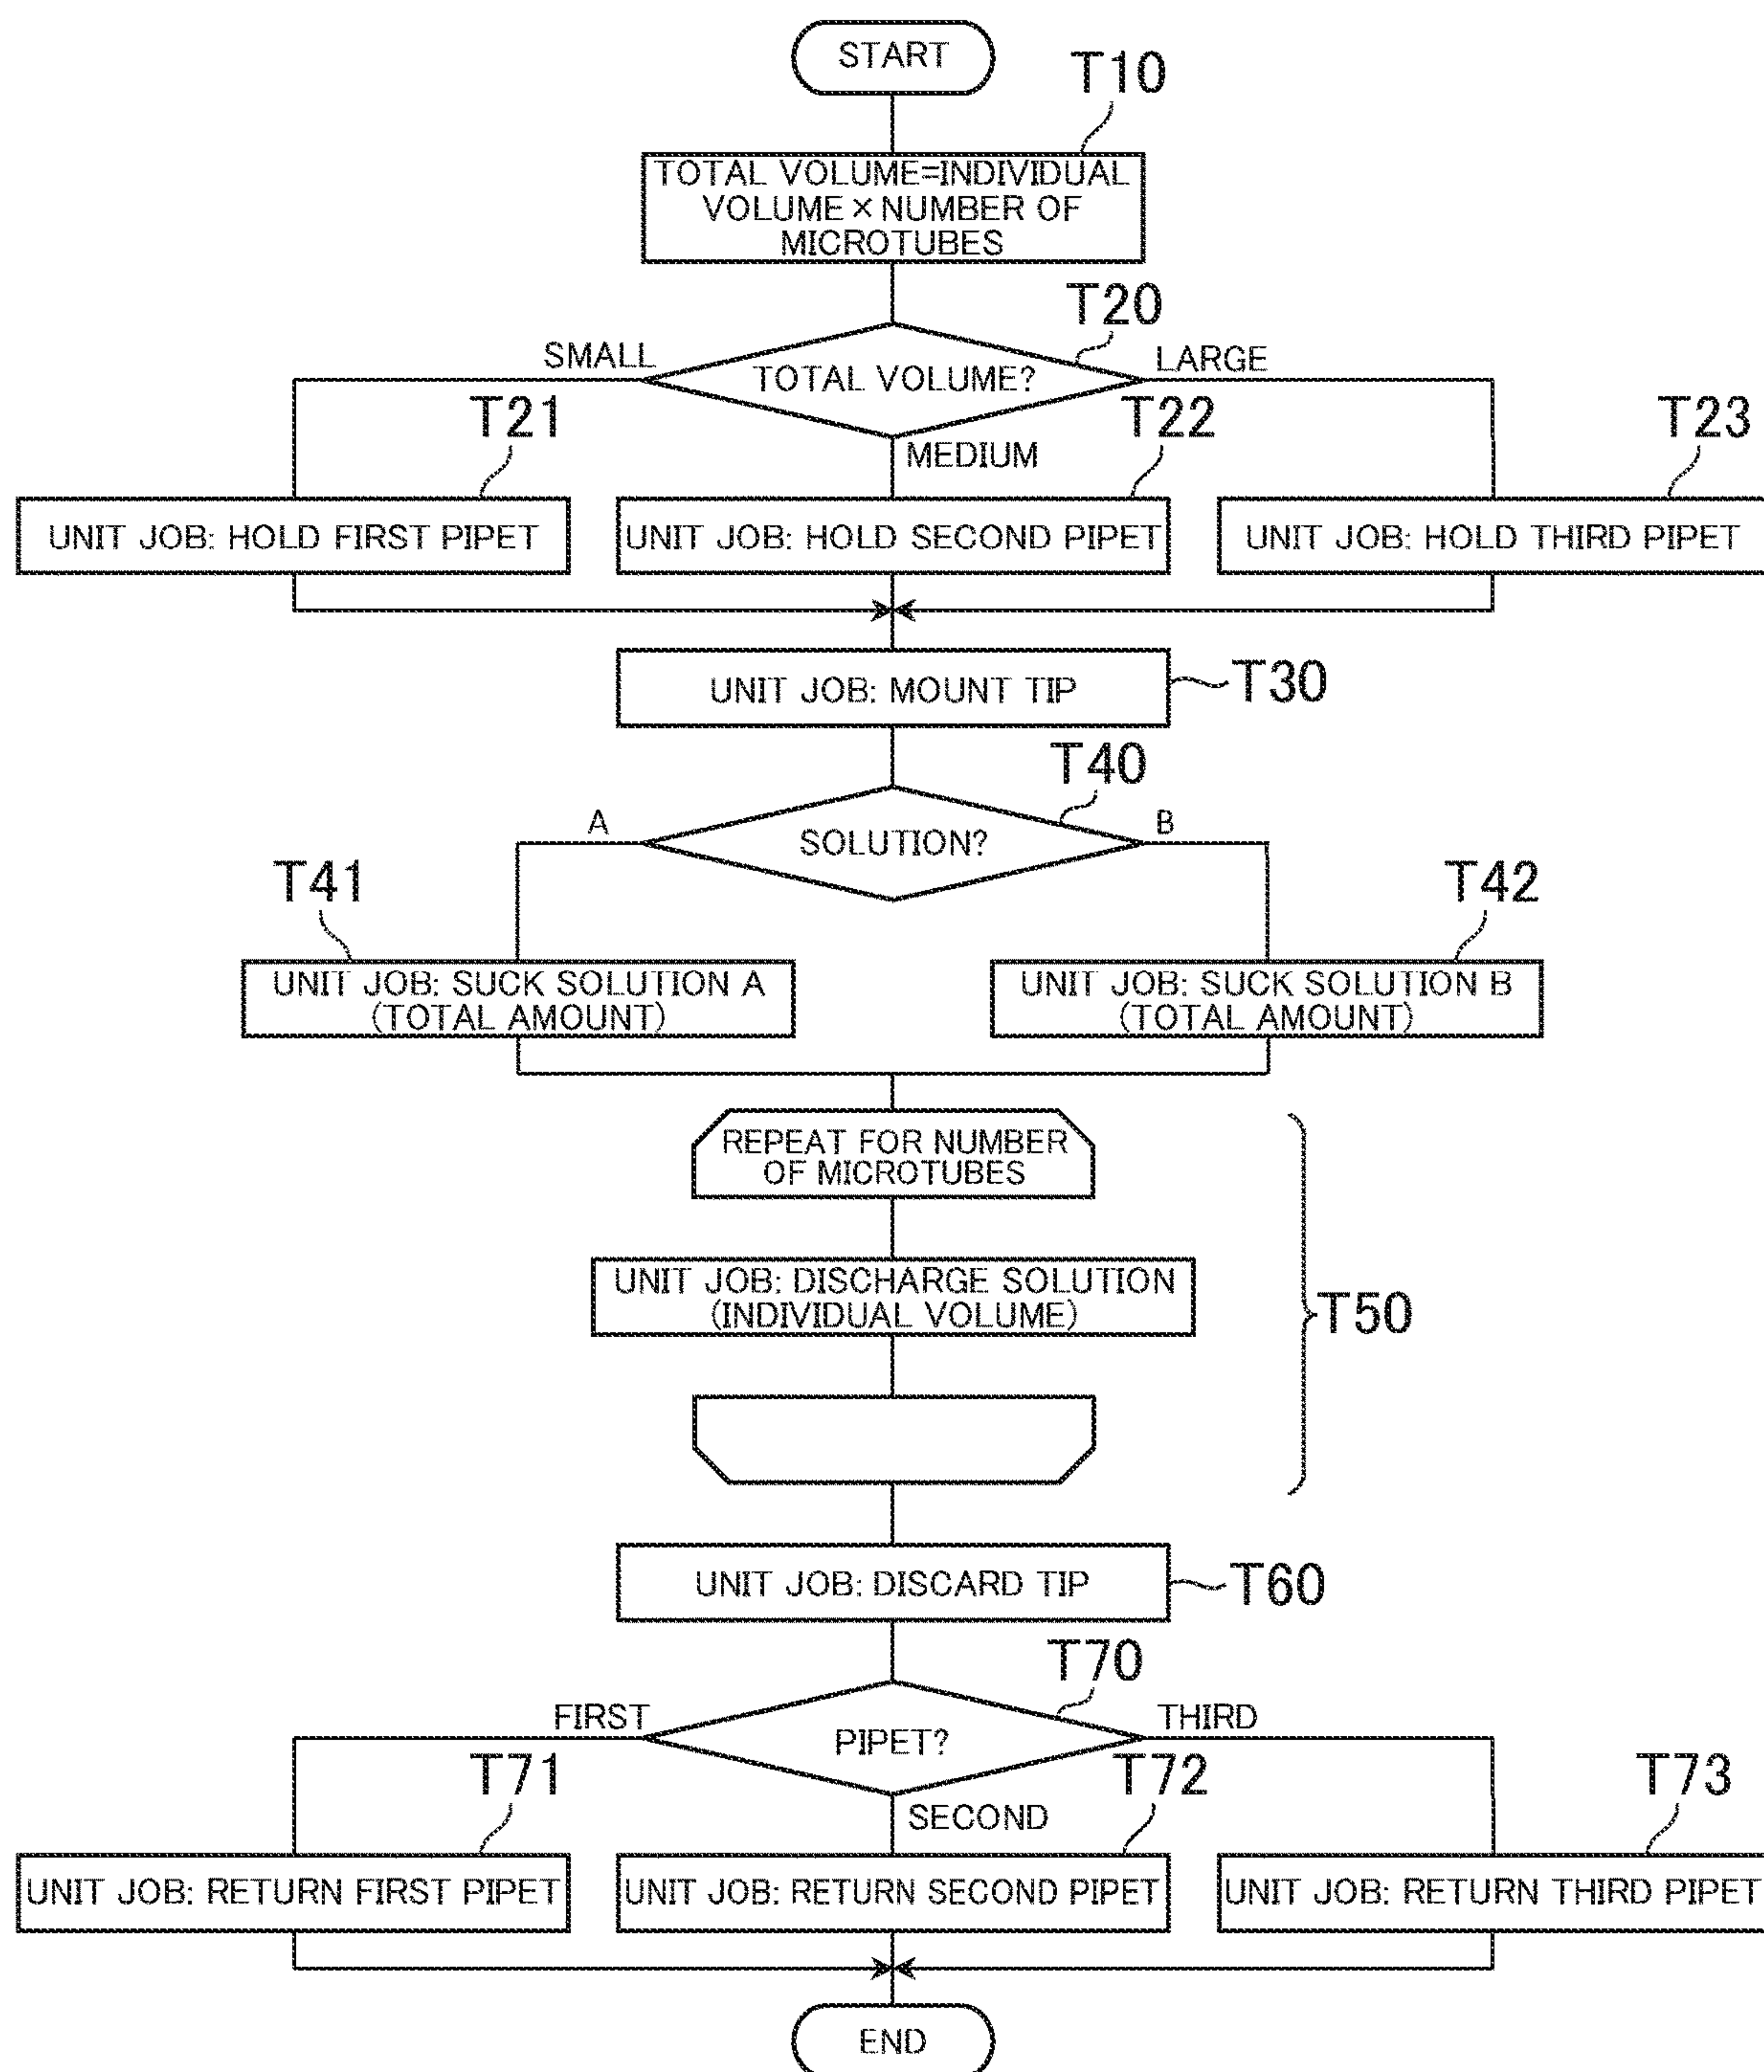 START
T10
TOTAL VOLUME=INDIVIDUAL
VOLUME×NUMBER OF
MICROTUBES
T20
SMALL
TOTAL VOLUME?
LARGE
T21
T22
T23
MEDIUM
UNIT JOB: HOLD FIRST PIPET
UNIT JOB: HOLD SECOND PIPET
UNIT JOB: HOLD THIRD PIPET
UNIT JOB: MOUNT TIP
T30
T40
A
SOLUTION?
B
T41
T42
UNIT JOB: SUCK SOLUTION A
(TOTAL AMOUNT)
UNIT JOB: SUCK SOLUTION B
(TOTAL AMOUNT)
REPEAT FOR NUMBER
OF MICROTUBES
UNIT JOB: DISCHARGE SOLUTION
(INDIVIDUAL VOLUME)
T50
UNIT JOB: DISCARD TIP
T60
T70
FIRST
PIPET?
THIRD
T71
T72
T73
SECOND
UNIT JOB: RETURN FIRST PIPET
UNIT JOB: RETURN SECOND PIPET
UNIT JOB: RETURN THIRD PIPET
END